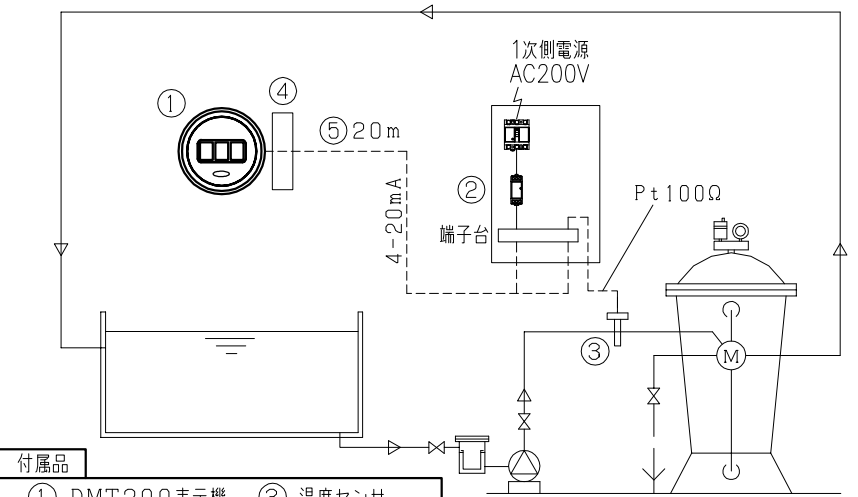 1次側電源
AC200V
①
④
⑤20m
②
端子台
4-20mA
Pt100Ω
③
M
付属品
① DMT200表示機 ③ 温度センサ